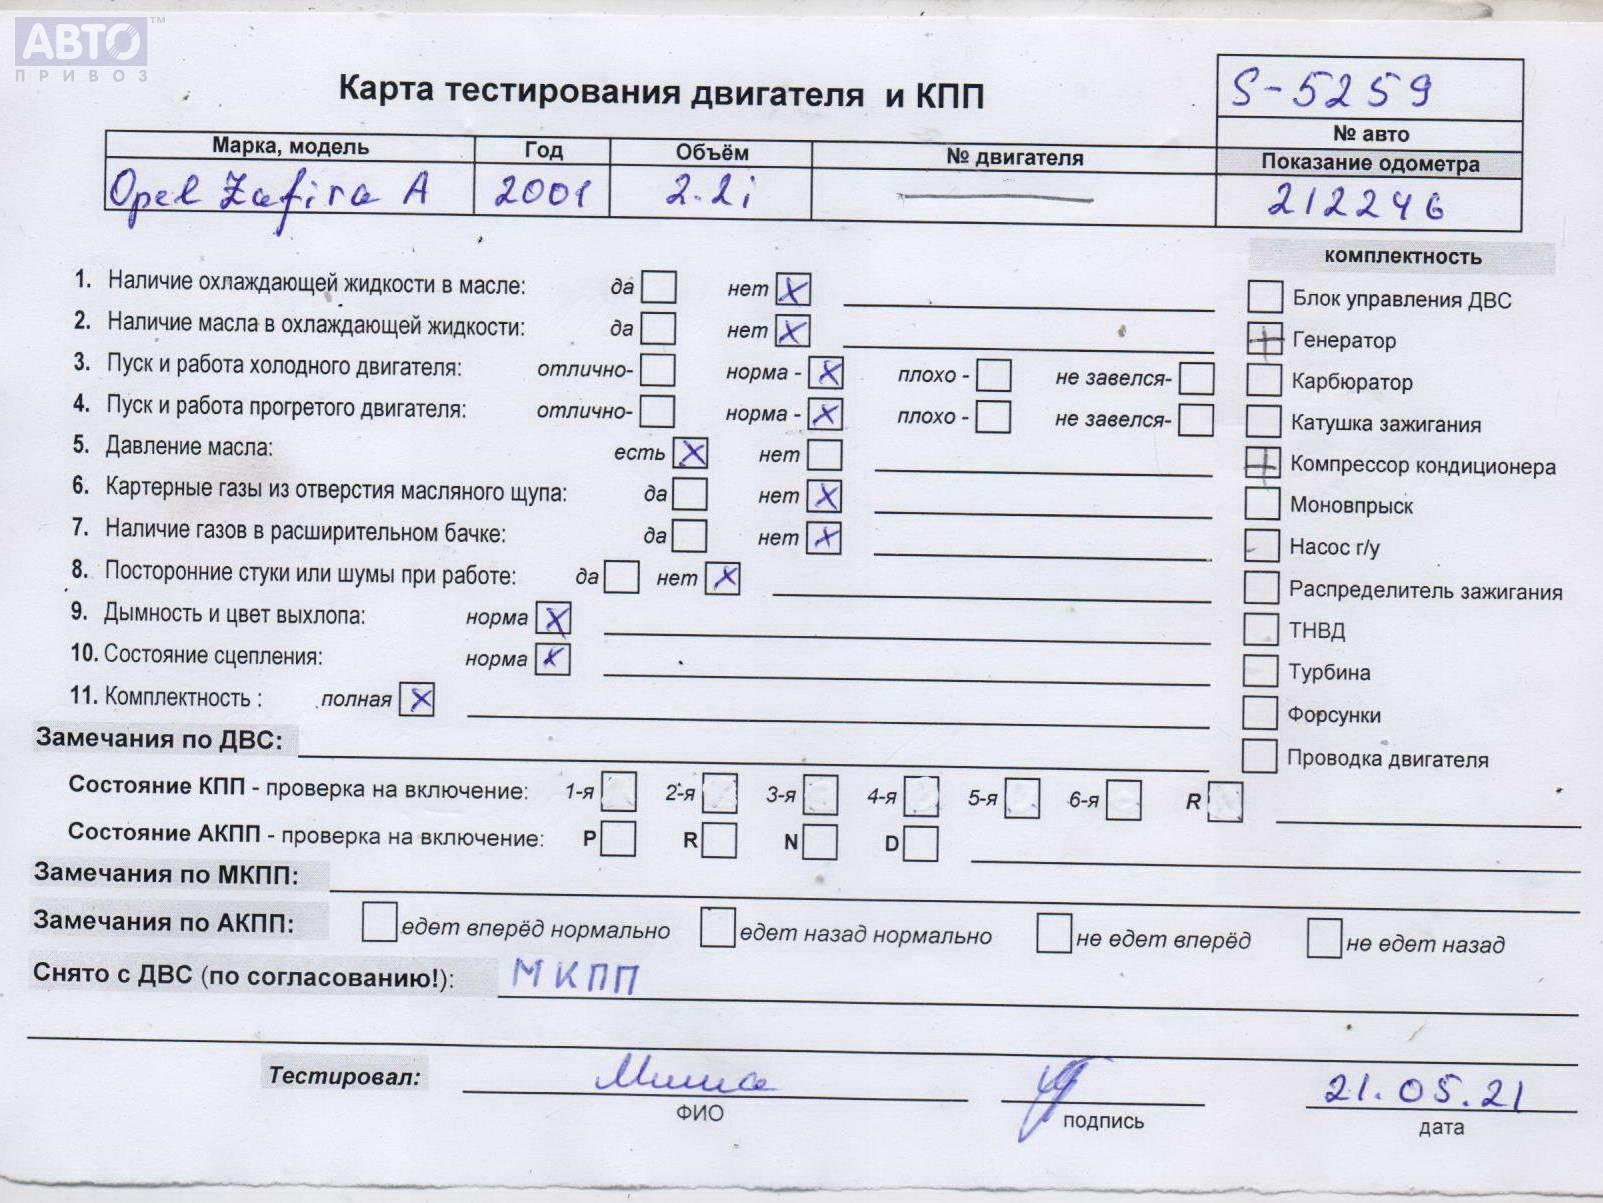 АВТО ™
ПРИВОЗ
Карта тестирования двигателя и КПП
S-5259
№ авто
Марка, модель Год Объём № двигателя Показание одометра
Opel Zafira A 2001 2.2i 212246
комплектность
1. Наличие охлаждающей жидкости в масле: да нет X
Блок управления ДВС
2. Наличие масла в охлаждающей жидкости: да нет X
Генератор
3. Пуск и работа холодного двигателя: отлично- норма - X плохо - не завелся-
Карбюратор
4. Пуск и работа прогретого двигателя: отлично- норма - X плохо - не завелся-
Катушка зажигания
5. Давление масла: есть X нет
Компрессор кондиционера
6. Картерные газы из отверстия масляного щупа: да нет X
Моновпрыск
7. Наличие газов в расширительном бачке: да нет X
Насос г/у
8. Посторонние стуки или шумы при работе: да нет X
Распределитель зажигания
9. Дымность и цвет выхлопа: норма X
ТНВД
10. Состояние сцепления: норма X
Турбина
11. Комплектность : полная X
Форсунки
Замечания по ДВС:
Проводка двигателя
Состояние КПП - проверка на включение: 1-я 2-я 3-я 4-я 5-я 6-я R
Состояние АКПП - проверка на включение: P R N D
Замечания по МКПП:
Замечания по АКПП: едет вперёд нормально едет назад нормально не едет вперёд не едет назад
Снято с ДВС (по согласованию!): МКПП
Тестировал: Миша 21.05.21
ФИО подпись дата